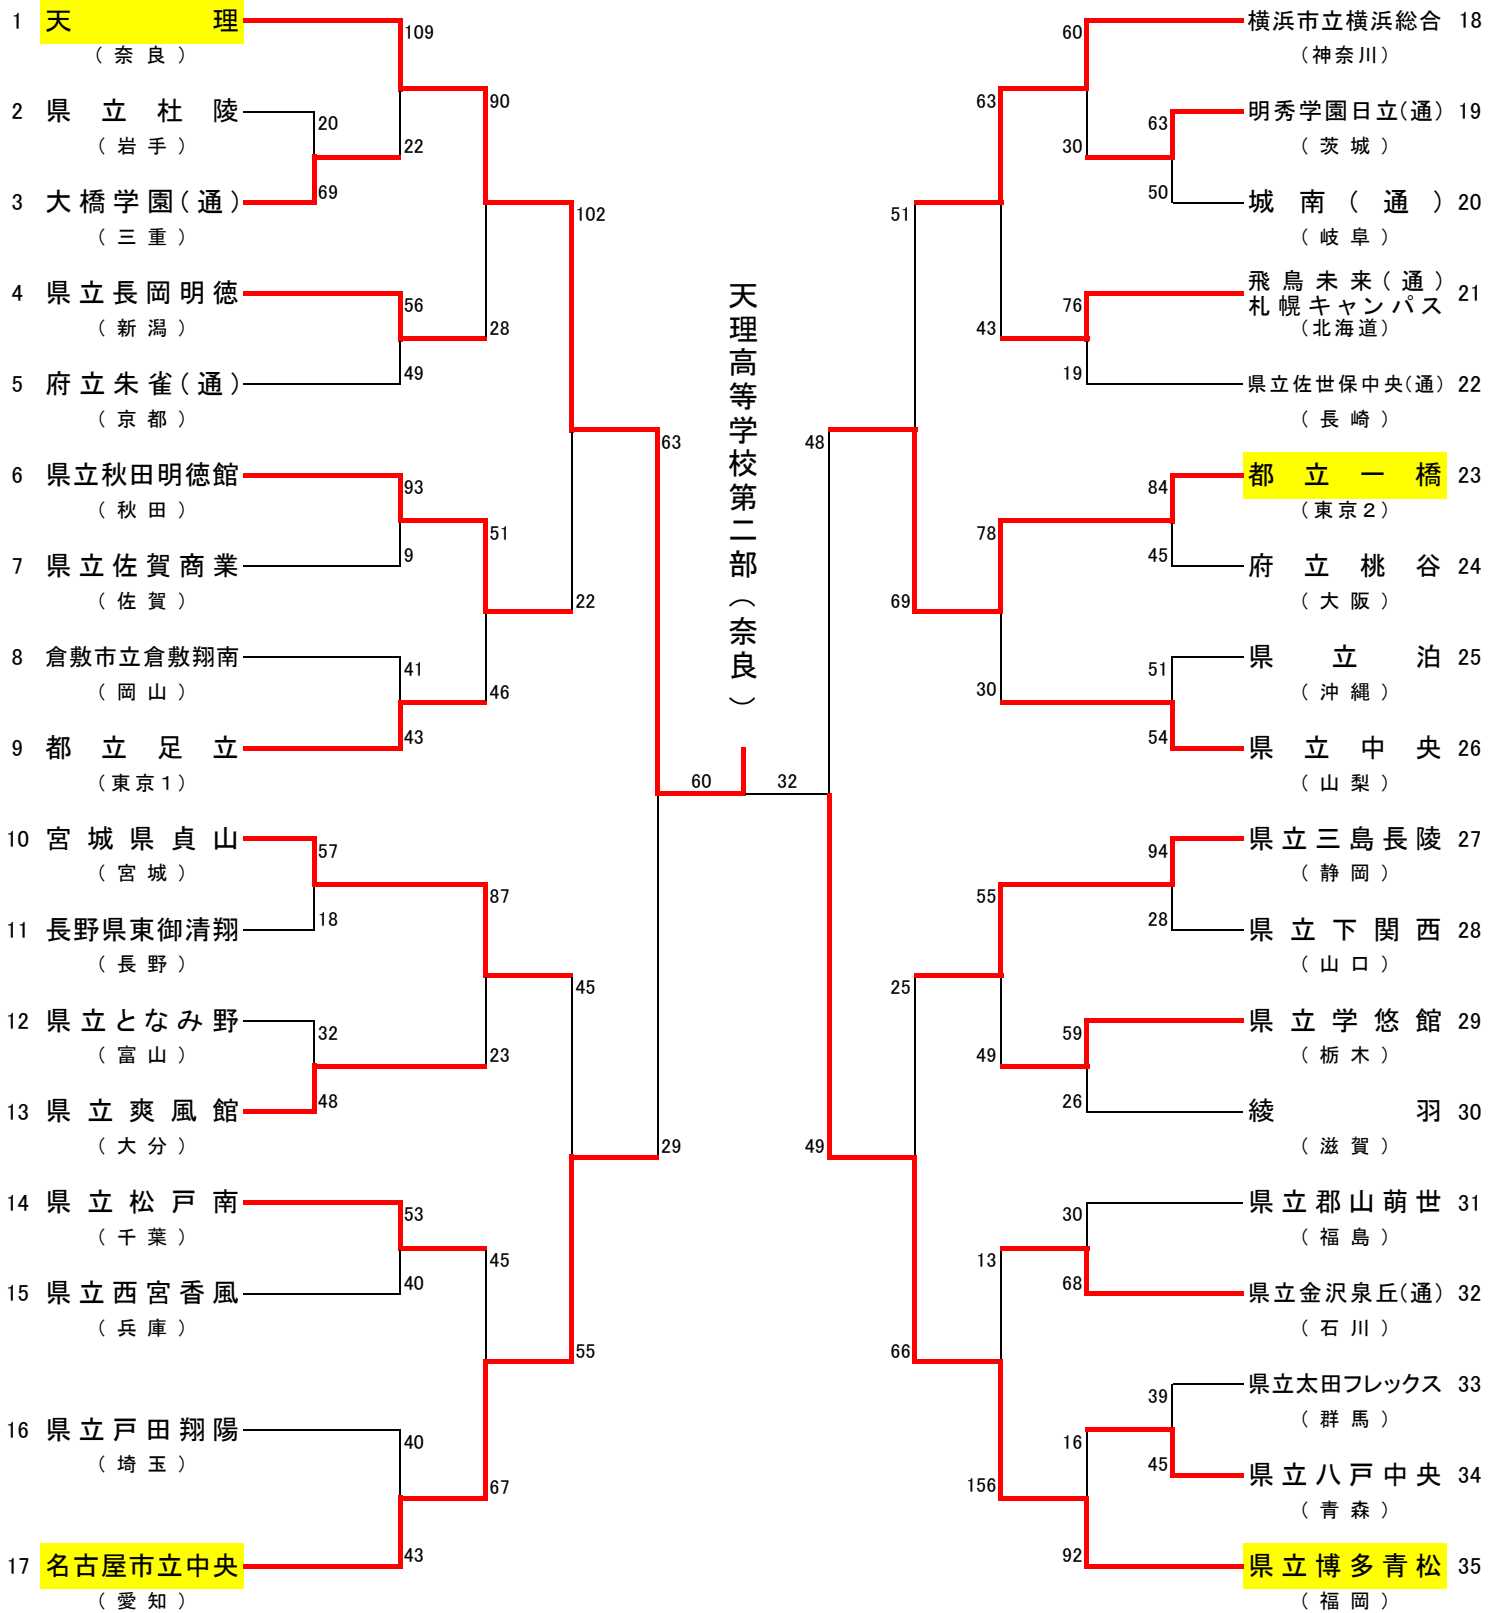 1 天理
（奈良）
2 県立杜陵
（岩手）
3 大橋学園(通)
（三重）
4 県立長岡明徳
（新潟）
5 府立朱雀(通)
（京都）
6 県立秋田明徳館
（秋田）
7 県立佐賀商業
（佐賀）
8 倉敷市立倉敷翔南
（岡山）
9 都立足立
（東京1）
10 宮城県貞山
（宮城）
11 長野県東御清翔
（長野）
12 県立となみ野
（富山）
13 県立爽風館
（大分）
14 県立松戸南
（千葉）
15 県立西宮香風
（兵庫）
16 県立戸田翔陽
（埼玉）
17 名古屋市立中央
（愛知）
109
22
20
69
56
49
93
9
41
43
57
18
32
48
53
40
40
43
90
28
51
46
87
23
45
67
102
22
45
55
63
29
天理高等学校第二部（奈良）
60
32
48
49
51
69
25
66
63
43
78
30
55
49
13
156
60
30
63
50
76
19
84
45
51
54
94
28
59
26
30
68
16
92
39
45
横浜市立横浜総合 18
（神奈川）
明秀学園日立(通) 19
（茨城）
城南(通) 20
（岐阜）
飛鳥未来(通)
札幌キャンパス 21
（北海道）
県立佐世保中央(通) 22
（長崎）
都立一橋 23
（東京2）
府立桃谷 24
（大阪）
県立泊 25
（沖縄）
県立中央 26
（山梨）
県立三島長陵 27
（静岡）
県立下関西 28
（山口）
県立学悠館 29
（栃木）
綾羽 30
（滋賀）
県立郡山萌世 31
（福島）
県立金沢泉丘(通) 32
（石川）
県立太田フレックス 33
（群馬）
県立八戸中央 34
（青森）
県立博多青松 35
（福岡）